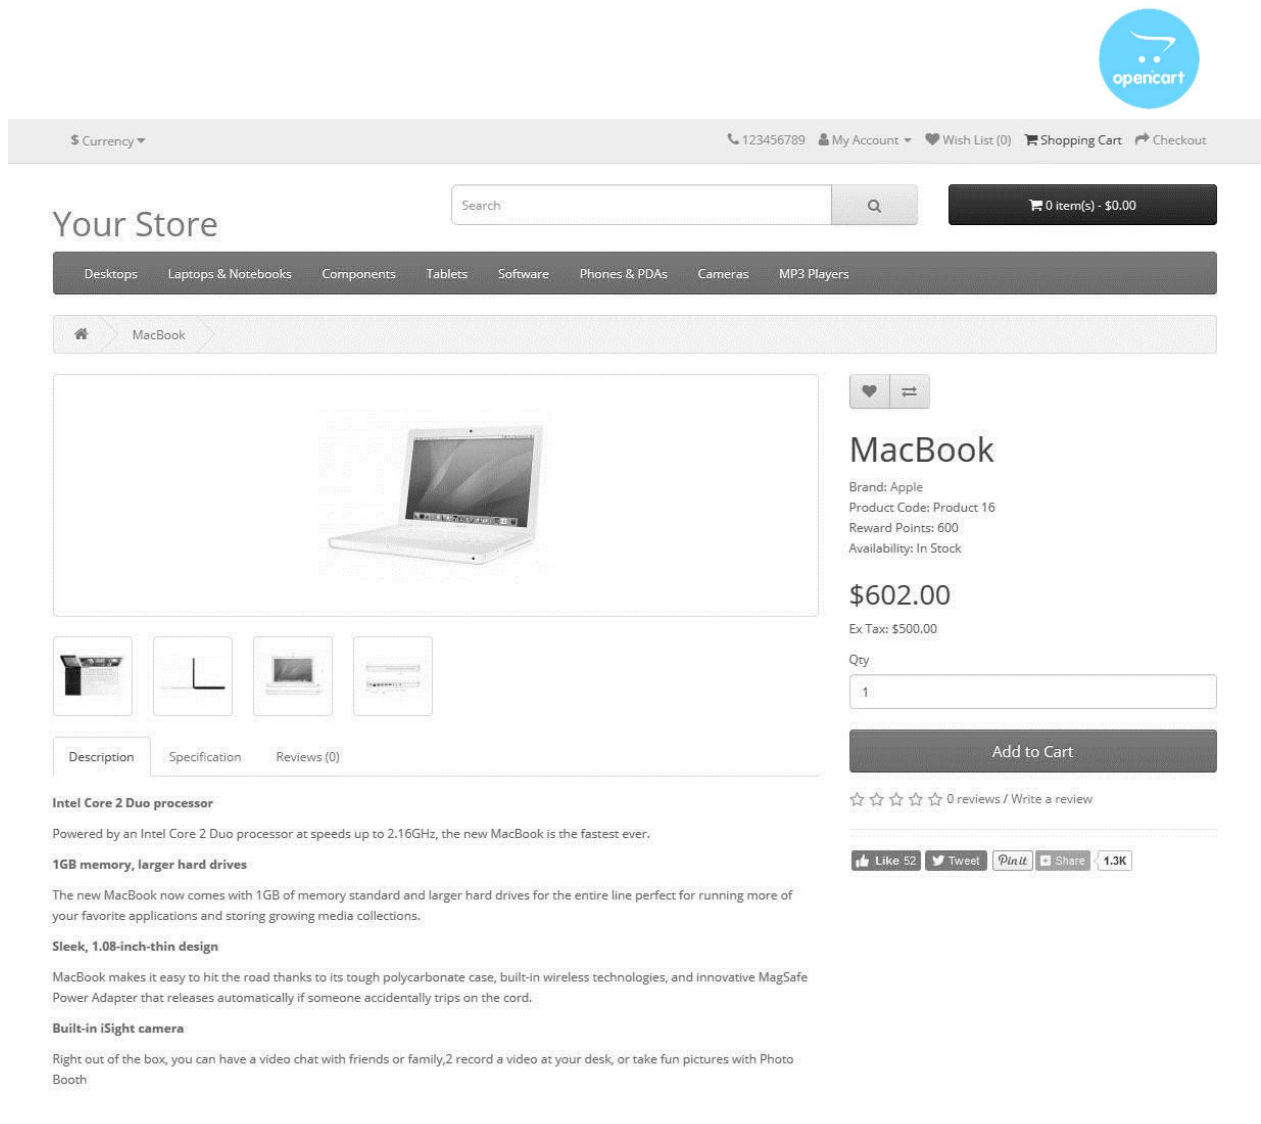 opencart
$ Currency
123456789 My Account Wish List (0) Shopping Cart Checkout
Your Store
Search
0 item(s) - $0.00
Desktops Laptops & Notebooks Components Tablets Software Phones & PDAs Cameras MP3 Players
MacBook
MacBook
Brand: Apple
Product Code: Product 16
Reward Points: 600
Availability: In Stock
$602.00
Ex Tax: $500.00
Qty
1
Add to Cart
0 reviews / Write a review
Like 52 Tweet Pin it Share 1.3K
Description Specification Reviews (0)
Intel Core 2 Duo processor
Powered by an Intel Core 2 Duo processor at speeds up to 2.16GHz, the new MacBook is the fastest ever.
1GB memory, larger hard drives
The new MacBook now comes with 1GB of memory standard and larger hard drives for the entire line perfect for running more of
your favorite applications and storing growing media collections.
Sleek, 1.08-inch-thin design
MacBook makes it easy to hit the road thanks to its tough polycarbonate case, built-in wireless technologies, and innovative MagSafe
Power Adapter that releases automatically if someone accidentally trips on the cord.
Built-in iSight camera
Right out of the box, you can have a video chat with friends or family,2 record a video at your desk, or take fun pictures with Photo
Booth